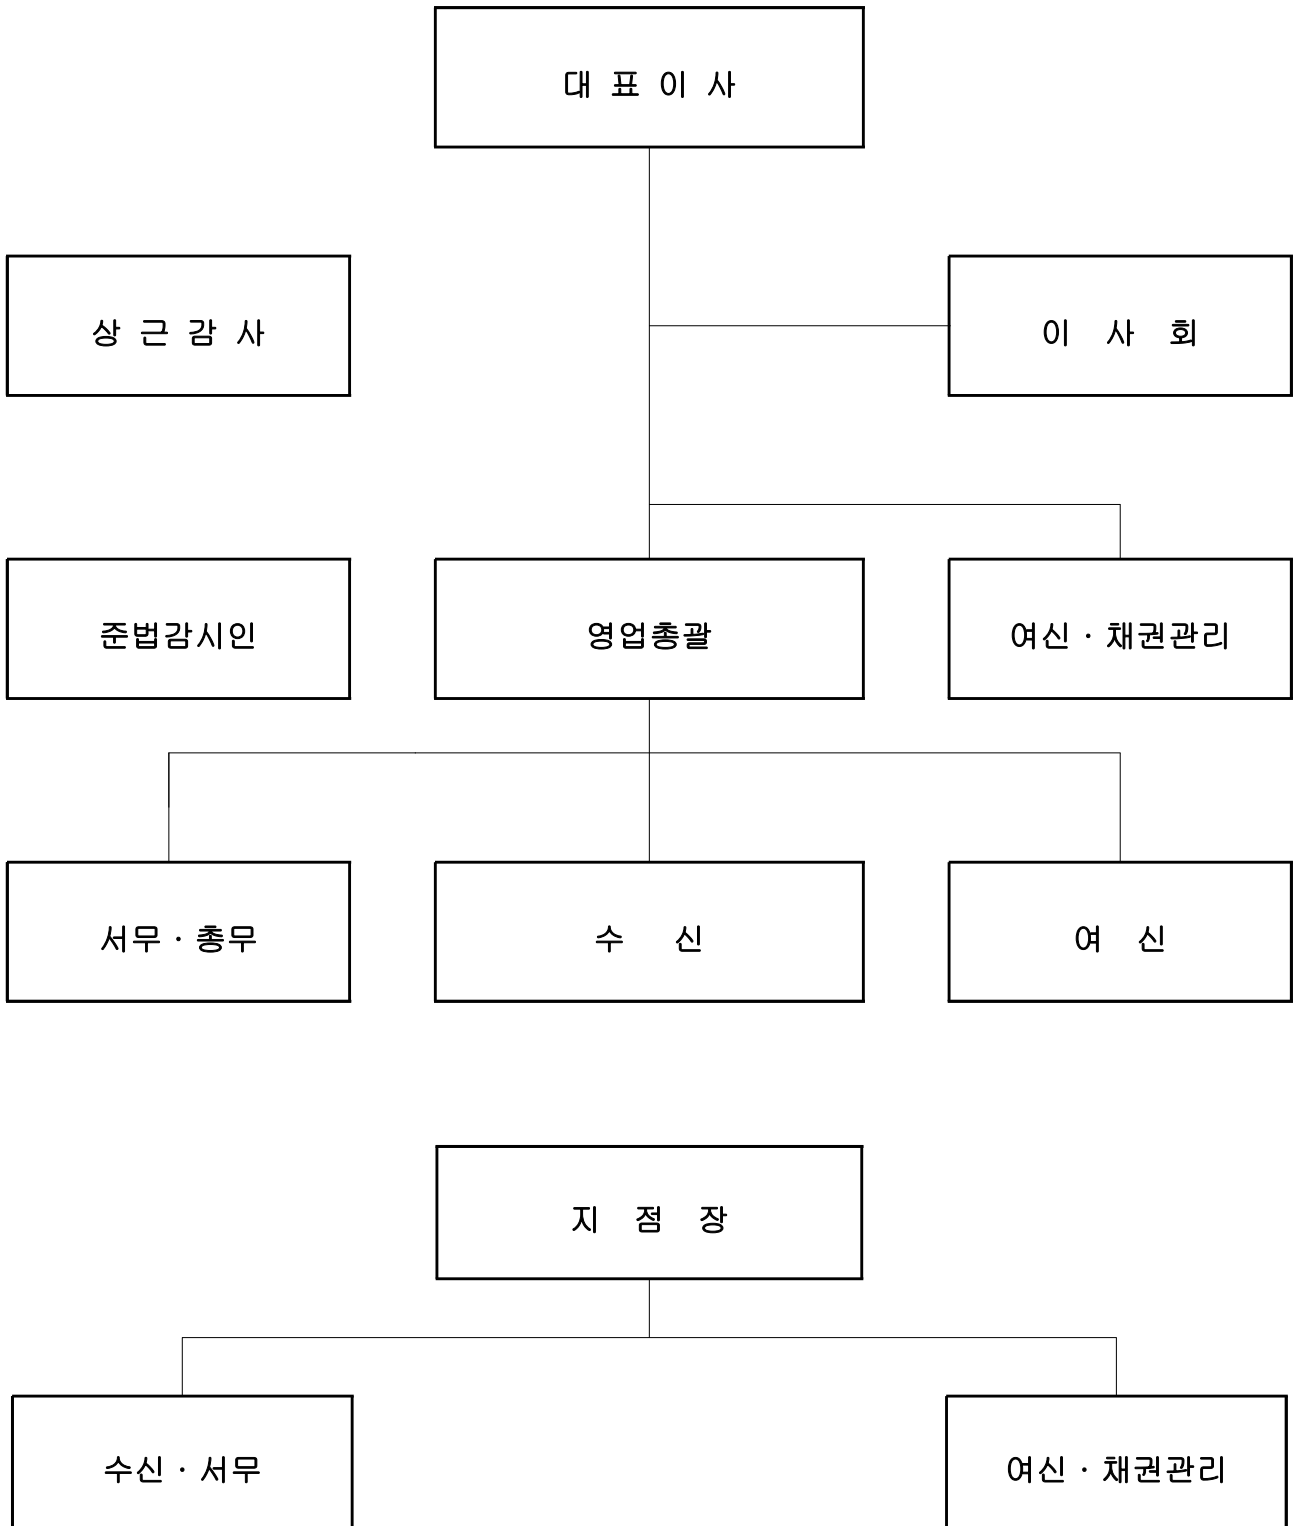 대 표 이 사
상 근 감 사
이 사 회
준법감시인
영업총괄
여신 · 채권관리
서무 · 총무
수 신
여 신
지 점 장
수신 · 서무
여신 · 채권관리